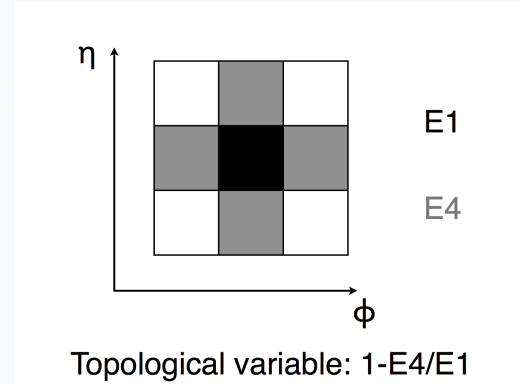 η
E1
E4
ϕ
Topological variable: 1-E4/E1